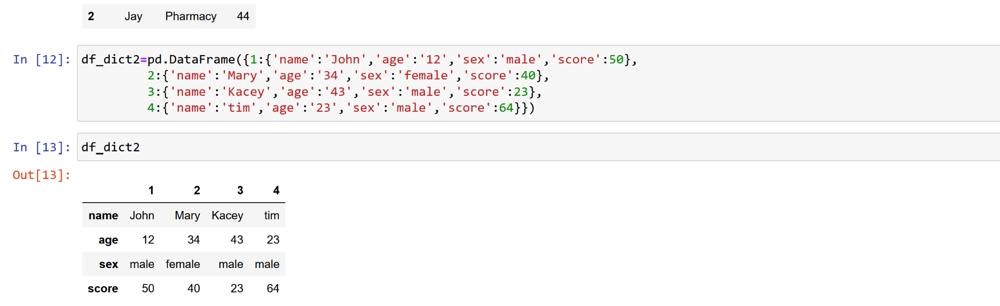 2 Jay Pharmacy 44
In [12]: df_dict2=pd.DataFrame({1:{'name':'John','age':'12','sex':'male','score':50},
2:{'name':'Mary','age':'34','sex':'female','score':40},
3:{'name':'Kacey','age':'43','sex':'male','score':23},
4:{'name':'tim','age':'23','sex':'male','score':64}})
In [13]: df_dict2
Out[13]:
1 2 3 4
name John Mary Kacey tim
age 12 34 43 23
sex male female male male
score 50 40 23 64